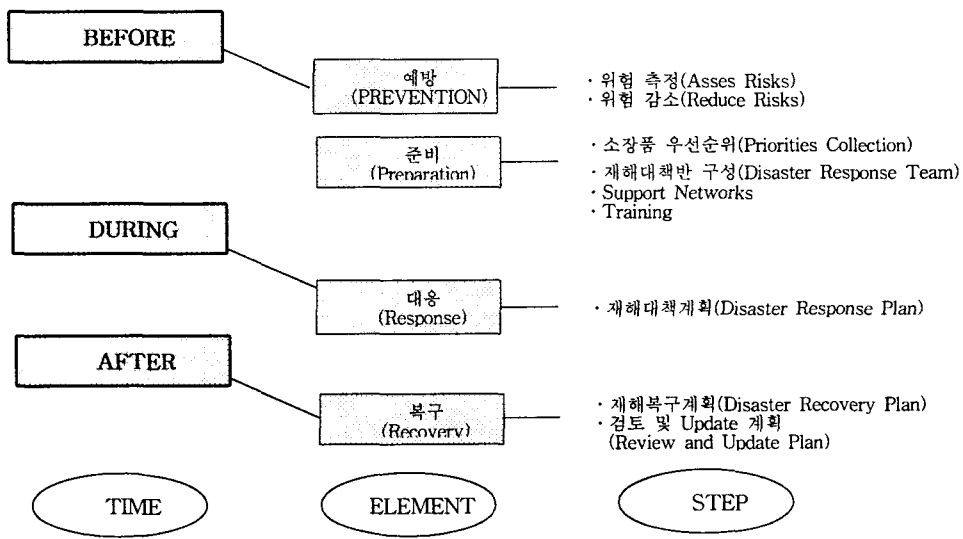 BEFORE
예방
(PREVENTION)
· 위험 측정(Asses Risks)
· 위험 감소(Reduce Risks)
준비
(Preparation)
· 소장품 우선순위(Priorities Collection)
· 재해대책반 구성(Disaster Response Team)
· Support Networks
· Training
DURING
대응
(Response)
· 재해대책계획(Disaster Response Plan)
AFTER
복구
(Recovery)
· 재해복구계획(Disaster Recovery Plan)
· 검토 및 Update 계획
(Review and Update Plan)
TIME
ELEMENT
STEP